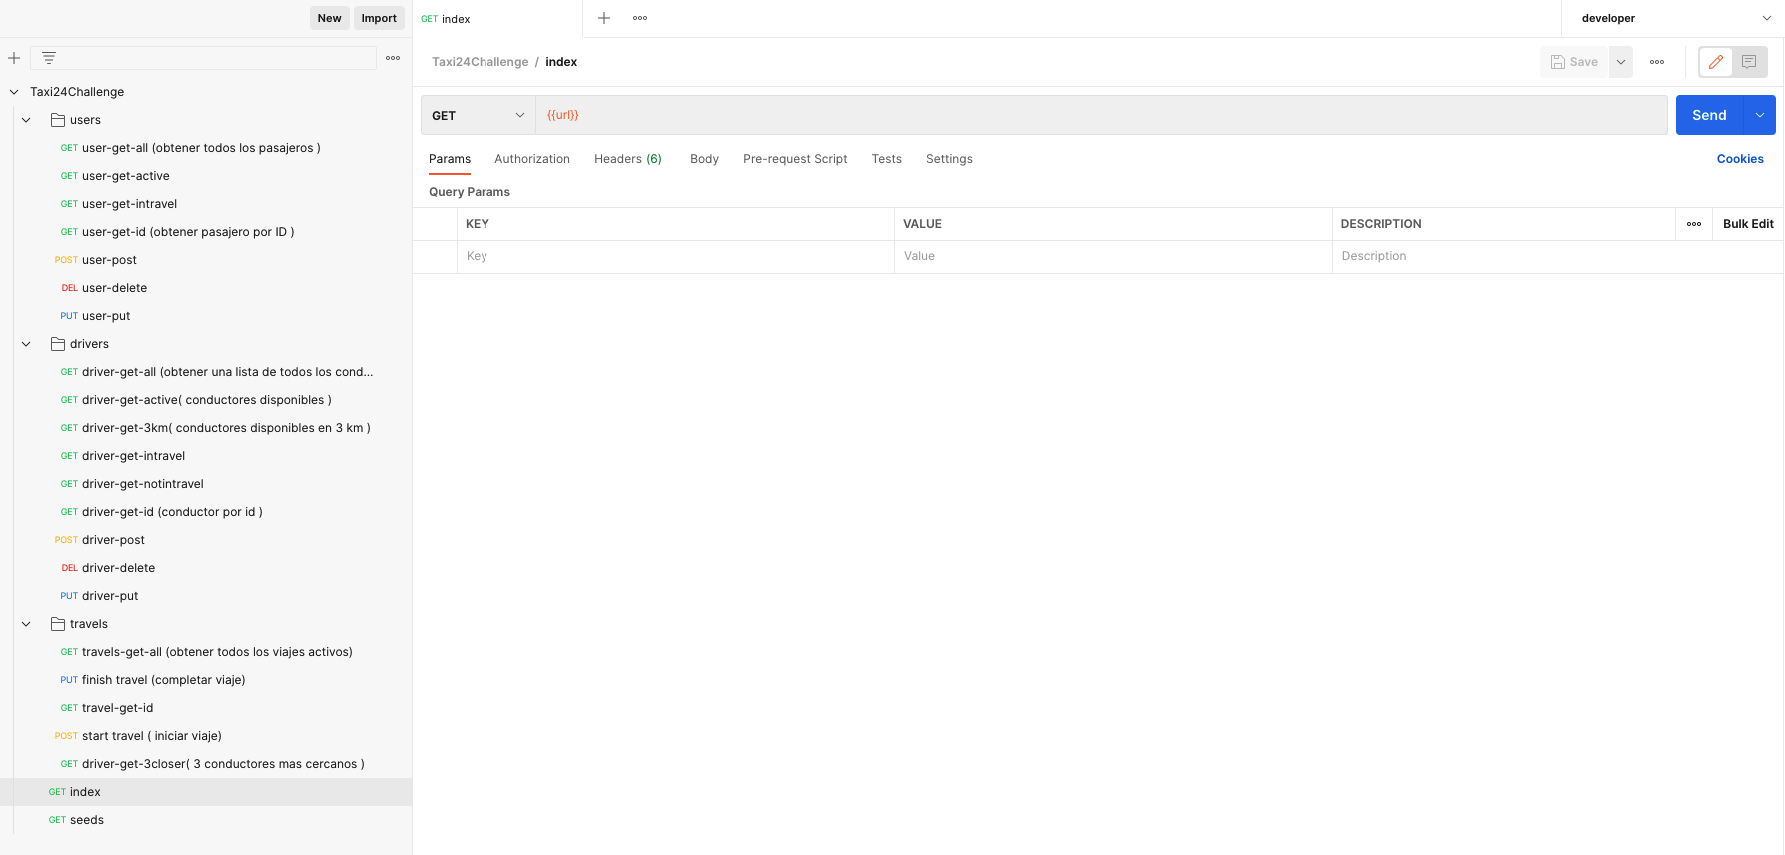 New Import
GET index
developer
Taxi24Challenge / index
Save
Taxi24Challenge
users
GET user-get-all (obtener todos los pasajeros )
GET user-get-active
GET user-get-intravel
GET user-get-id (obtener pasajero por ID )
POST user-post
DEL user-delete
PUT user-put
drivers
GET driver-get-all (obtener una lista de todos los cond...
GET driver-get-active( conductores disponibles )
GET driver-get-3km( conductores disponibles en 3 km )
GET driver-get-intravel
GET driver-get-notintravel
GET driver-get-id (conductor por id )
POST driver-post
DEL driver-delete
PUT driver-put
travels
GET travels-get-all (obtener todos los viajes activos)
PUT finish travel (completar viaje)
GET travel-get-id
POST start travel ( iniciar viaje)
GET driver-get-3closer( 3 conductores mas cercanos )
GET index
GET seeds
GET {{url}} Send
Params Authorization Headers (6) Body Pre-request Script Tests Settings Cookies
Query Params
KEY VALUE DESCRIPTION Bulk Edit
Key Value Description